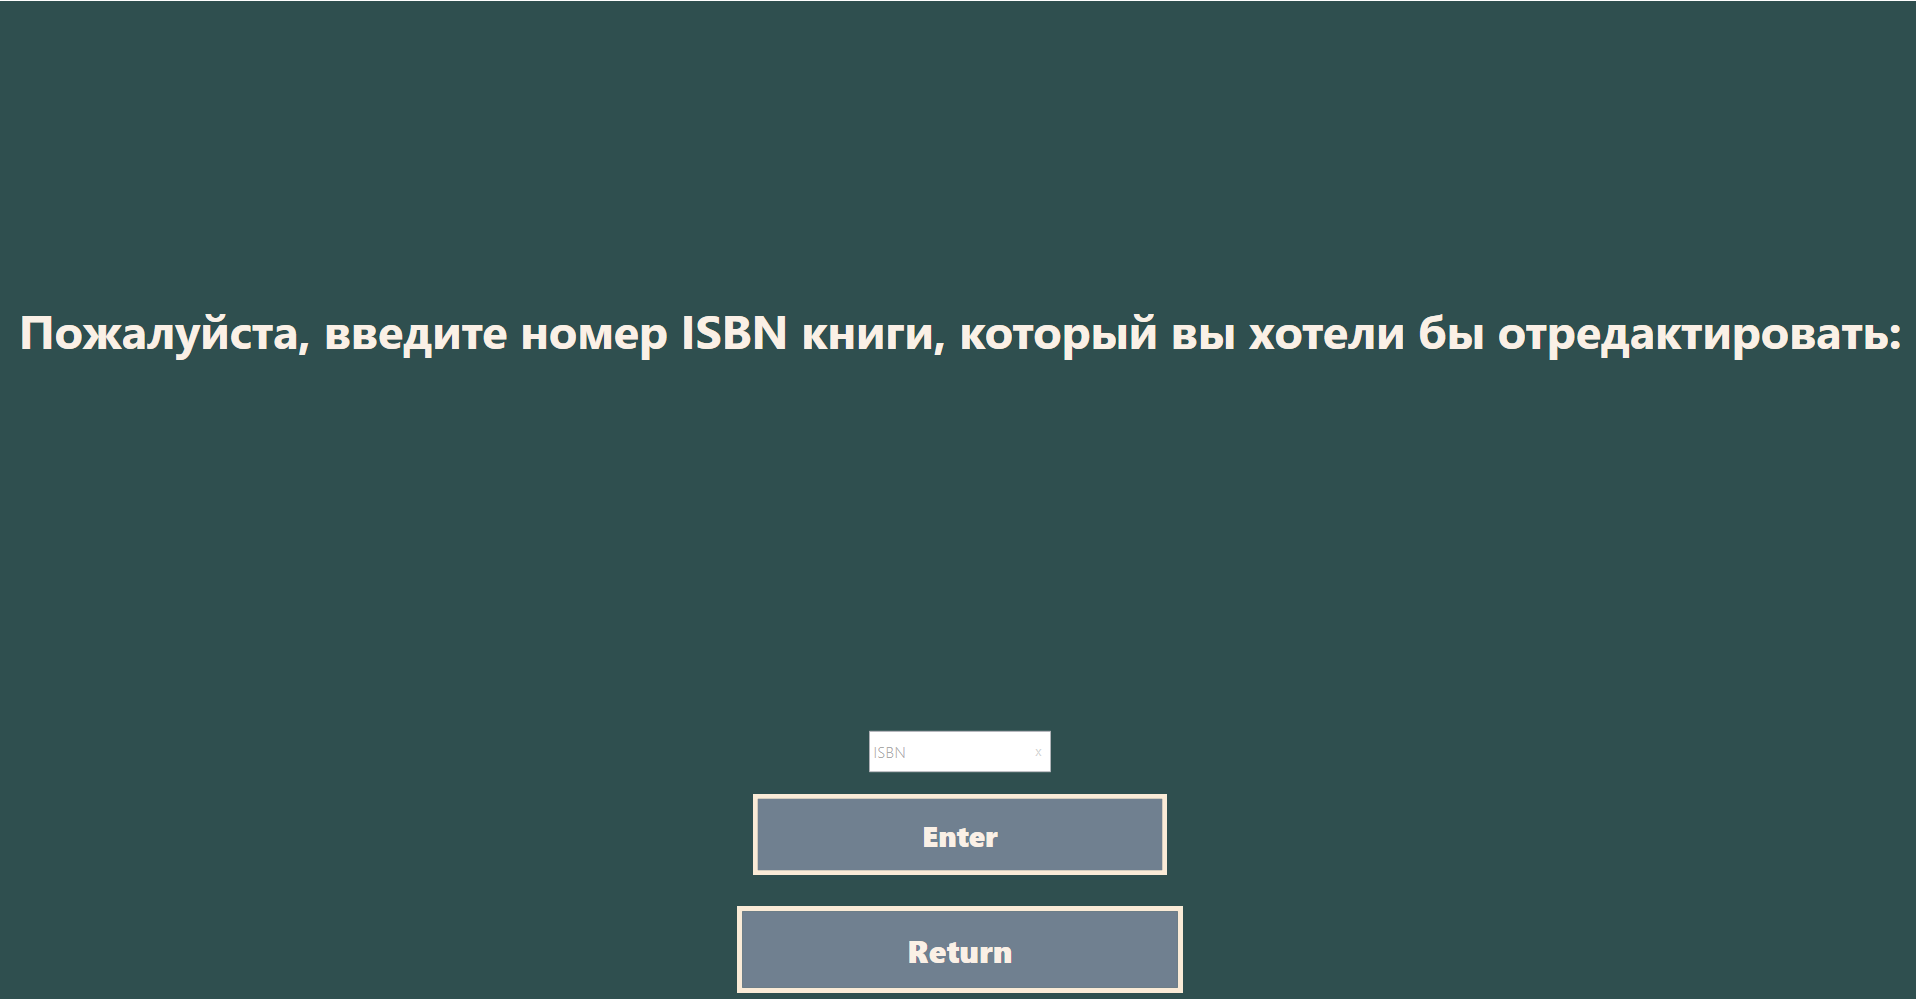 Пожалуйста, введите номер ISBN книги, который вы хотели бы отредактировать:
ISBN x
Enter
Return